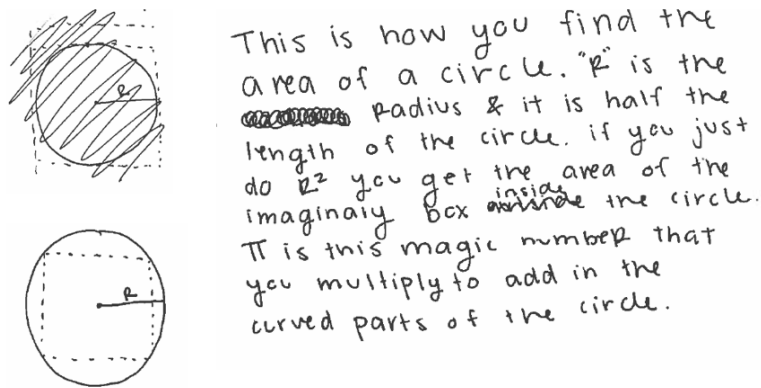 R
This is how you find the
area of a circle. "R" is the
Radius & it is half the
length of the circle. if you just
do R² you get the area of the
imaginary box inside the circle.
π is this magic number that
you multiply to add in the
curved parts of the circle.
R